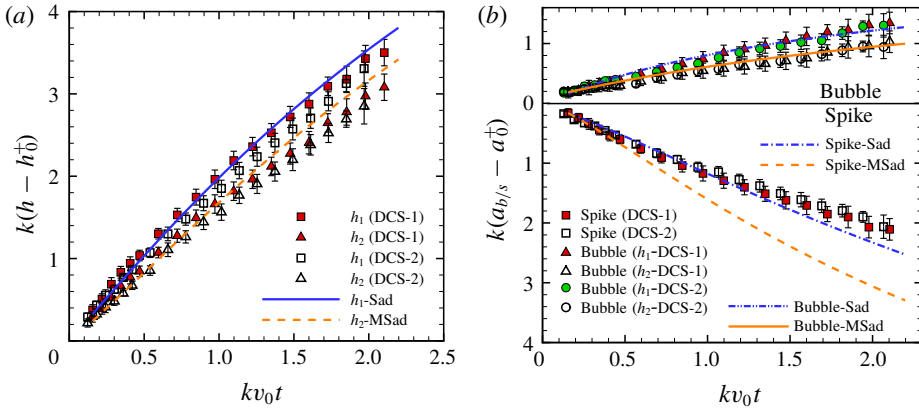 (a)
k(h − h₀⁺)
4
3
2
1
0
0.5
1.0
1.5
2.0
2.5
kv₀t
h₁ (DCS-1)
h₂ (DCS-1)
h₁ (DCS-2)
h₂ (DCS-2)
h₁-Sad
h₂-MSad
(b)
k(a_b/s − a₀⁺)
1
0
1
2
3
4
0
0.5
1.0
1.5
2.0
kv₀t
Bubble
Spike
Spike-Sad
Spike-MSad
Spike (DCS-1)
Spike (DCS-2)
Bubble (h₁-DCS-1)
Bubble (h₂-DCS-1)
Bubble (h₁-DCS-2)
Bubble (h₂-DCS-2)
Bubble-Sad
Bubble-MSad